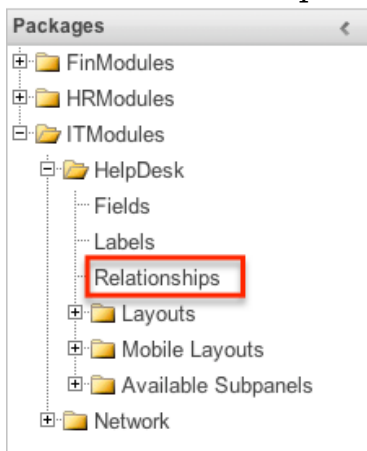 Packages
FinModules
HRModules
ITModules
HelpDesk
Fields
Labels
Relationships
Layouts
Mobile Layouts
Available Subpanels
Network